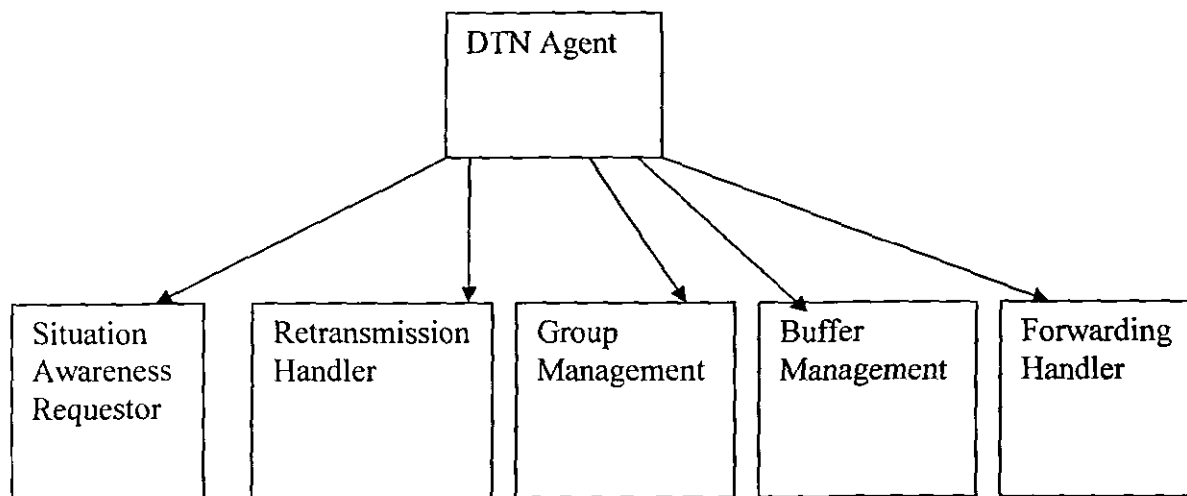 DTN Agent
Situation
Awareness
Requestor
Retransmission
Handler
Group
Management
Buffer
Management
Forwarding
Handler